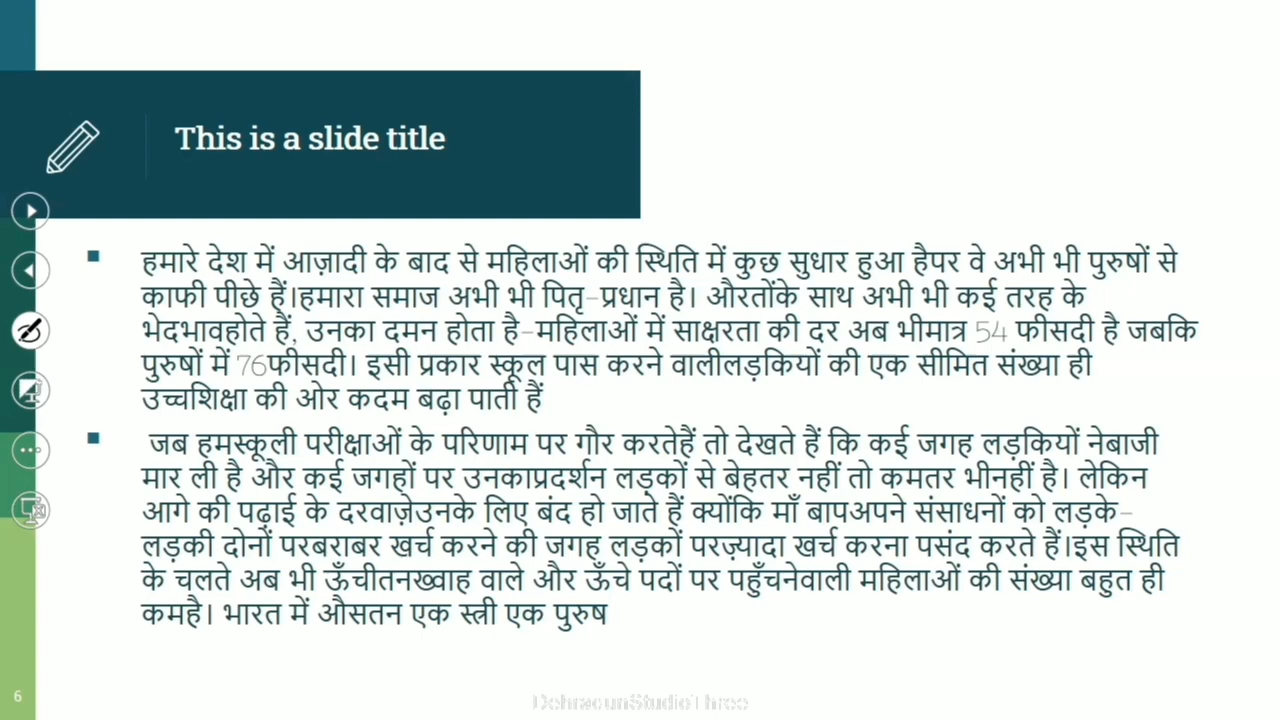 This is a slide title
हमारे देश में आज़ादी के बाद से महिलाओं की स्थिति में कुछ सुधार हुआ हैपर वे अभी भी पुरुषों से
काफी पीछे हैं।हमारा समाज अभी भी पितृ-प्रधान है। औरतोंके साथ अभी भी कई तरह के
भेदभावहोते हैं, उनका दमन होता है-महिलाओं में साक्षरता की दर अब भीमात्र 54 फीसदी है जबकि
पुरुषों में 76फीसदी। इसी प्रकार स्कूल पास करने वालीलड़कियों की एक सीमित संख्या ही
उच्चशिक्षा की ओर कदम बढ़ा पाती हैं
जब हमस्कूली परीक्षाओं के परिणाम पर गौर करतेहैं तो देखते हैं कि कई जगह लड़कियों नेबाजी
मार ली है और कई जगहों पर उनकाप्रदर्शन लड़कों से बेहतर नहीं तो कमतर भीनहीं है। लेकिन
आगे की पढ़ाई के दरवाज़ेउनके लिए बंद हो जाते हैं क्योंकि माँ बापअपने संसाधनों को लड़के-
लड़की दोनों परबराबर खर्च करने की जगह लड़कों परज़्यादा खर्च करना पसंद करते हैं।इस स्थिति
के चलते अब भी ऊँचीतनख्वाह वाले और ऊँचे पदों पर पहुँचनेवाली महिलाओं की संख्या बहुत ही
कमहै। भारत में औसतन एक स्त्री एक पुरुष
6
DehradunStudioThree